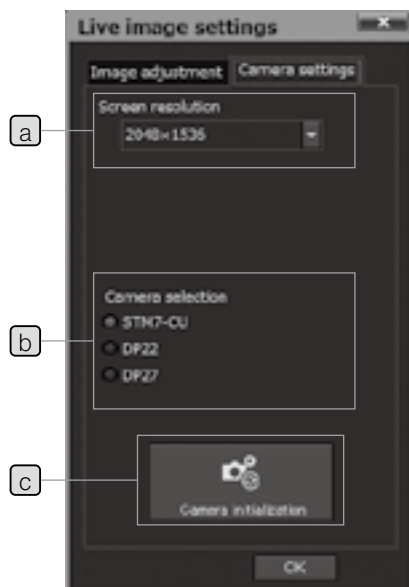 Live image settings
Image adjustment Camera settings
a
Screen resolution
2048×1536
b
Camera selection
STM7-CU
DP22
DP27
c
Camera initialization
OK